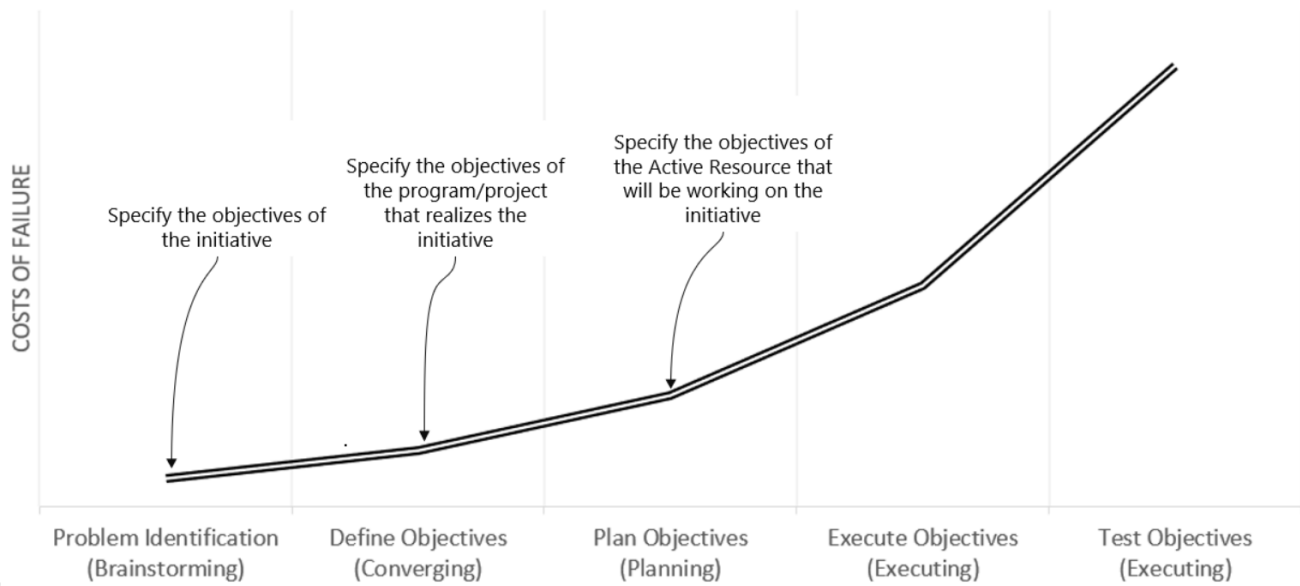 Specify the objectives of
the initiative
Specify the objectives of
the program/project
that realizes the
initiative
Specify the objectives of
the Active Resource that
will be working on the
initiative
COSTS OF FAILURE
Problem Identification
(Brainstorming)
Define Objectives
(Converging)
Plan Objectives
(Planning)
Execute Objectives
(Executing)
Test Objectives
(Executing)